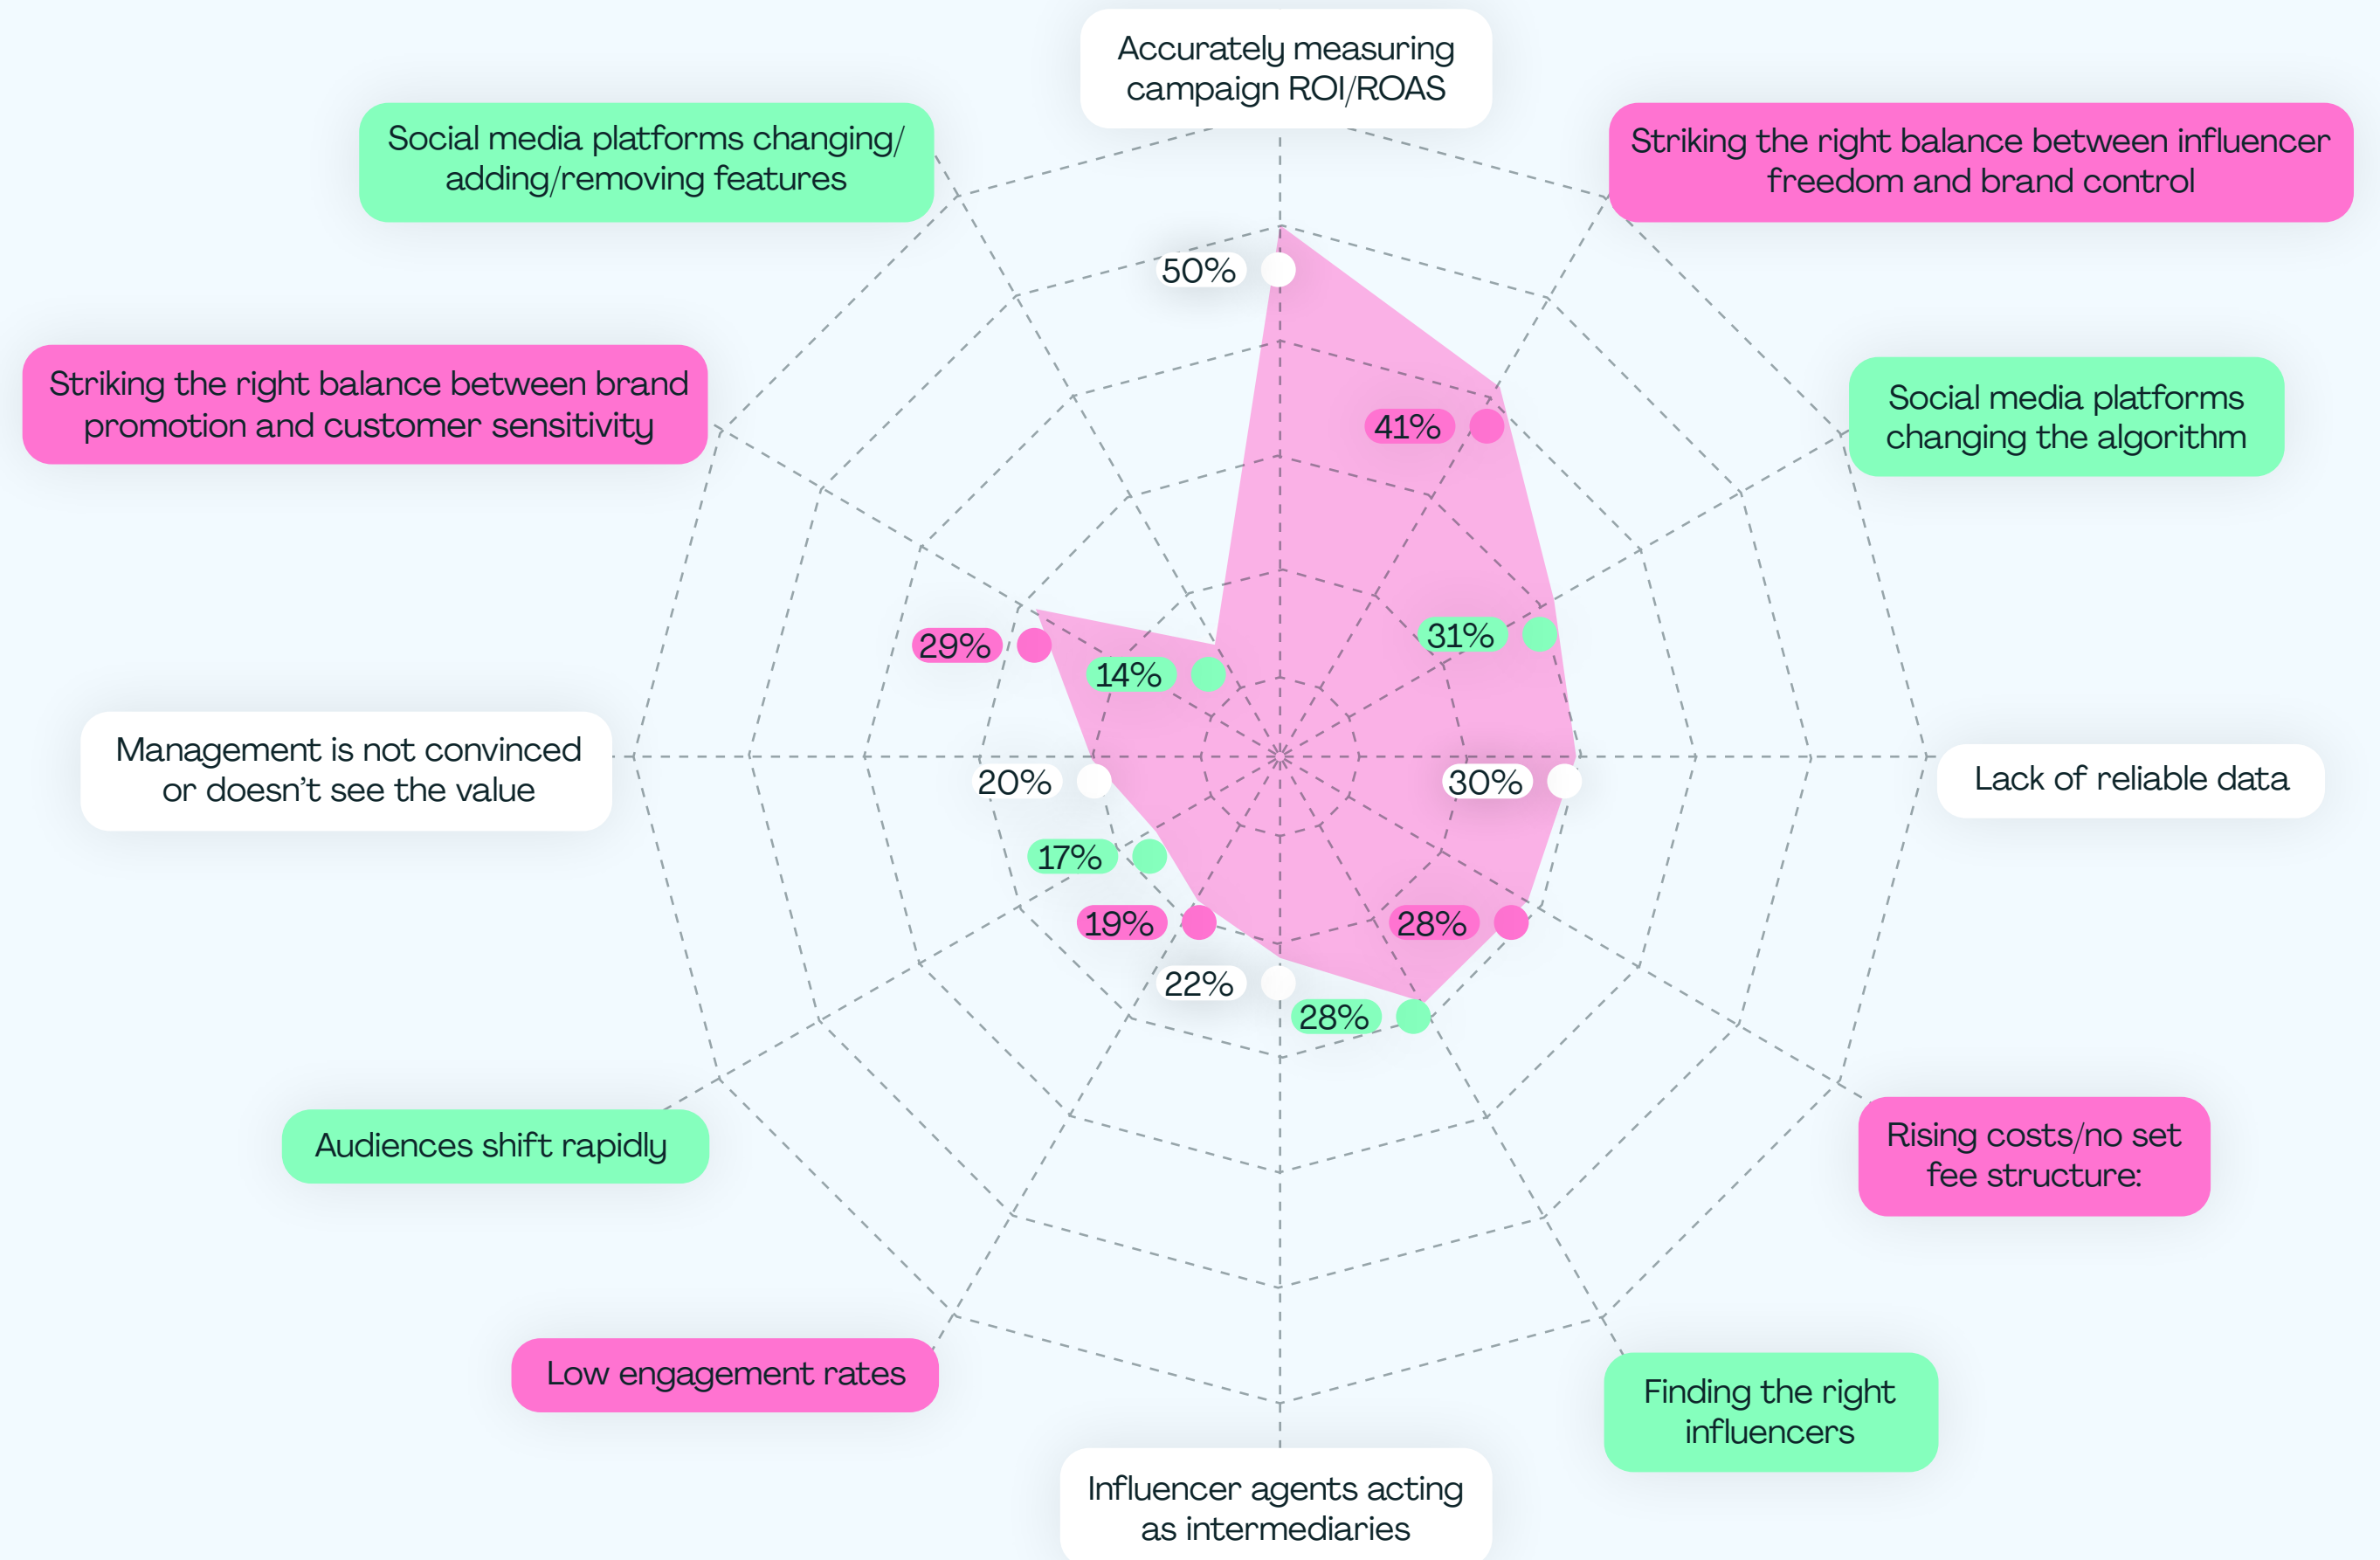 Accurately measuring
campaign ROI/ROAS
Social media platforms changing/
adding/removing features
Striking the right balance between influencer
freedom and brand control
50%
Striking the right balance between brand
promotion and customer sensitivity
41%
Social media platforms
changing the algorithm
29%
14%
31%
Management is not convinced
or doesn’t see the value
20%
30%
Lack of reliable data
17%
19%
28%
22%
28%
Audiences shift rapidly
Rising costs/no set
fee structure:
Low engagement rates
Finding the right
influencers
Influencer agents acting
as intermediaries